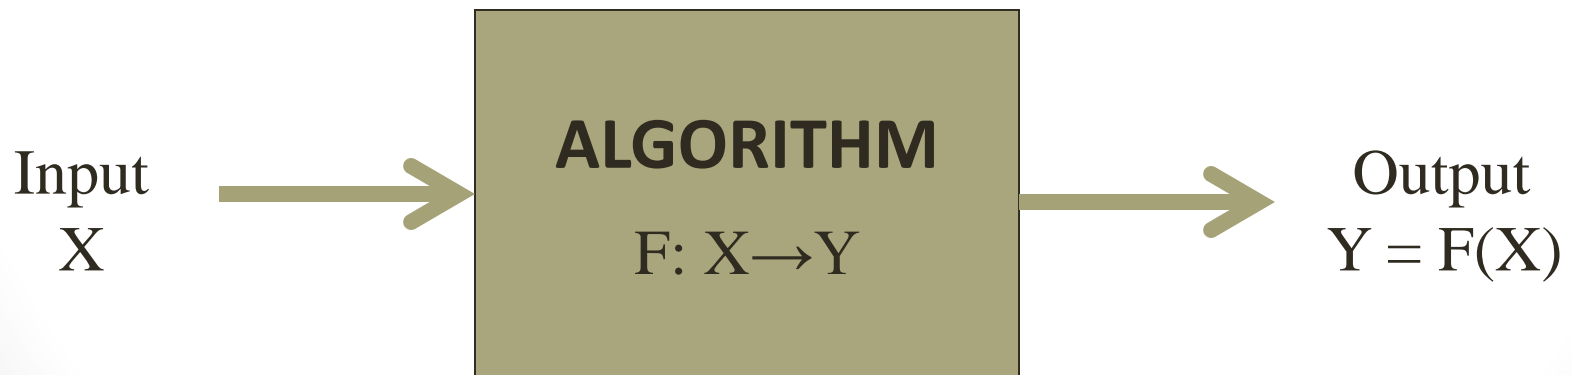 Input
X
ALGORITHM
F: X→Y
Output
Y = F(X)